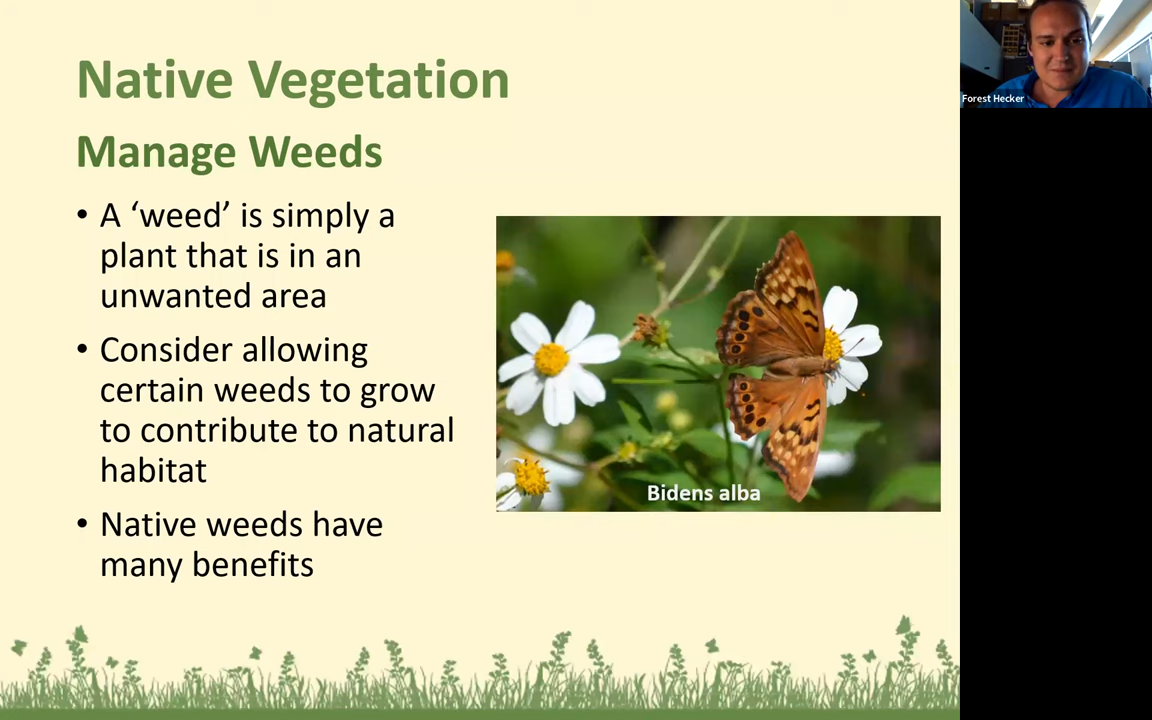 Native Vegetation
Manage Weeds
• A ‘weed’ is simply a
plant that is in an
unwanted area
• Consider allowing
certain weeds to grow
to contribute to natural
habitat
• Native weeds have
many benefits
Bidens alba
Forest Hecker